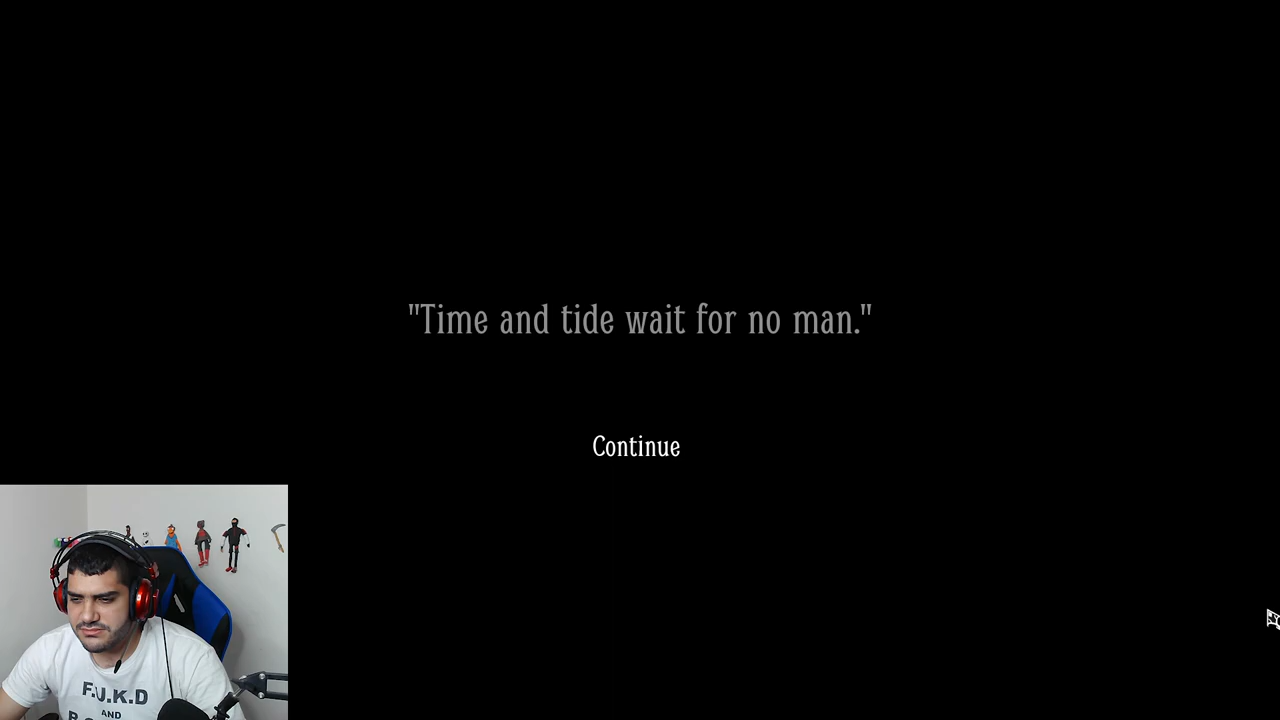 "Time and tide wait for no man."
Continue
F.U.K.D
AND